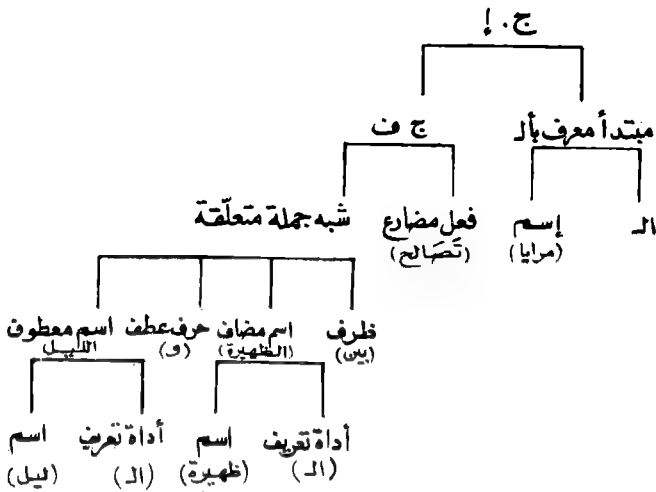 ج. إ
مبتدأ معرف بأل ج ف
الـ إسم فعل مضارع شبه جملة متعلّقة
(مرايا) (تَصَالح)
ظرف اسم مضاف حرف عطف اسم معطوف
(بين) (الظهيرة) (و) الليل
أداة تعريف اسم أداة تعريف اسم
(الـ) (ظهيرة) (الـ) (ليل)